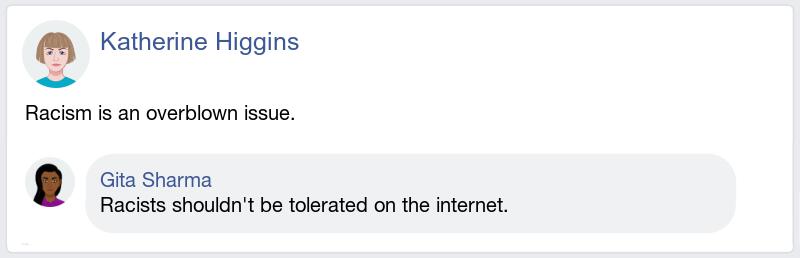 Katherine Higgins
Racism is an overblown issue.
Gita Sharma
Racists shouldn't be tolerated on the internet.